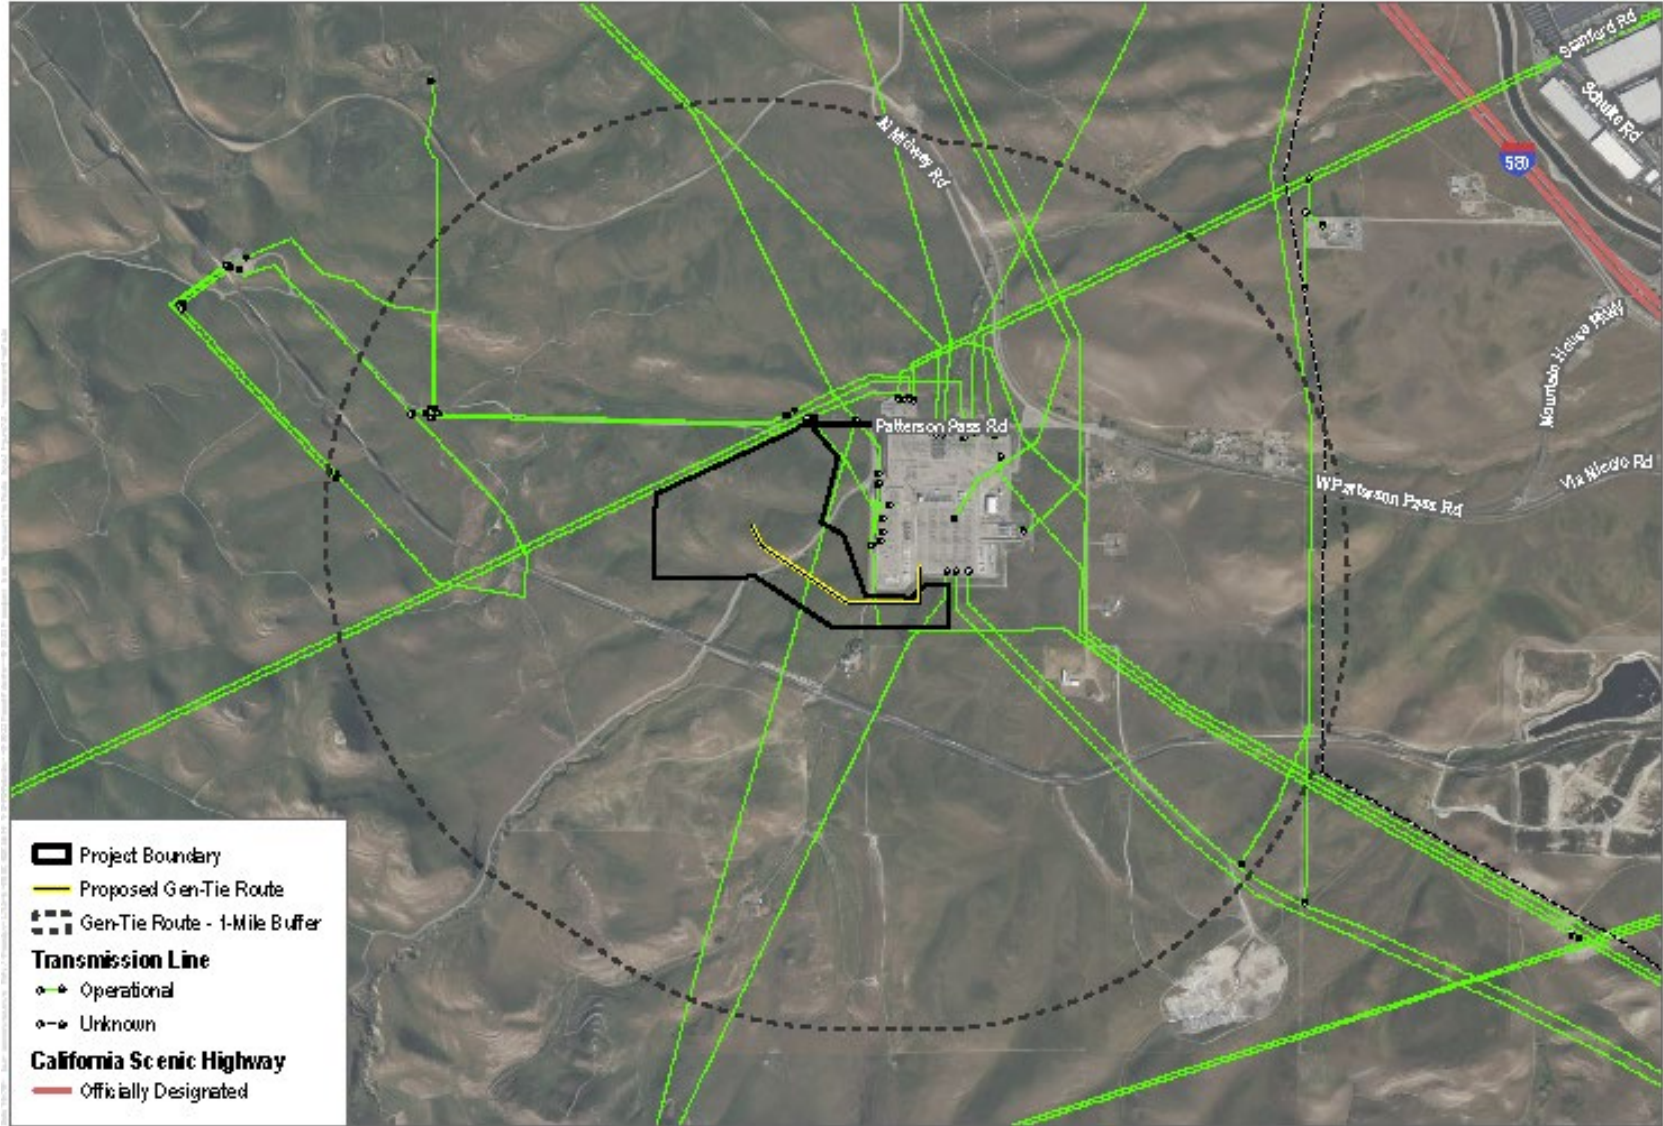 Stanford Rd
Schulte Rd
N Midway Rd
580
Mountain House Pkwy
Patterson Pass Rd
W Patterson Pass Rd
Via Nicolo Rd
Project Boundary
Proposed Gen-Tie Route
Gen-Tie Route - 1-Mile Buffer
Transmission Line
Operational
Unknown
California Scenic Highway
Officially Designated